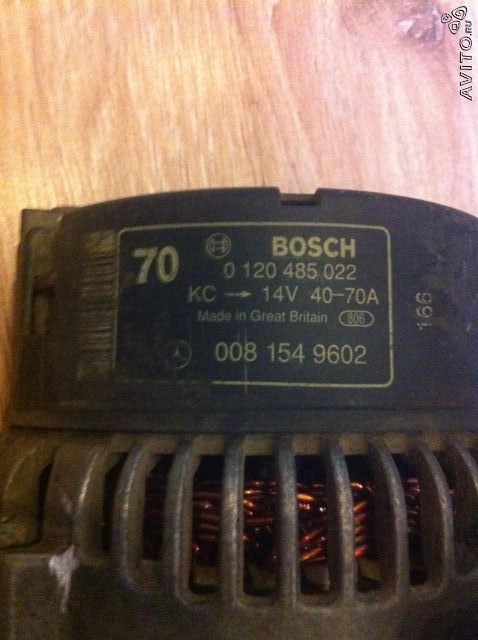 AVITO.RU
70
BOSCH
0 120 485 022
KC → 14V 40-70A
Made in Great Britain 806
008 154 9602
166